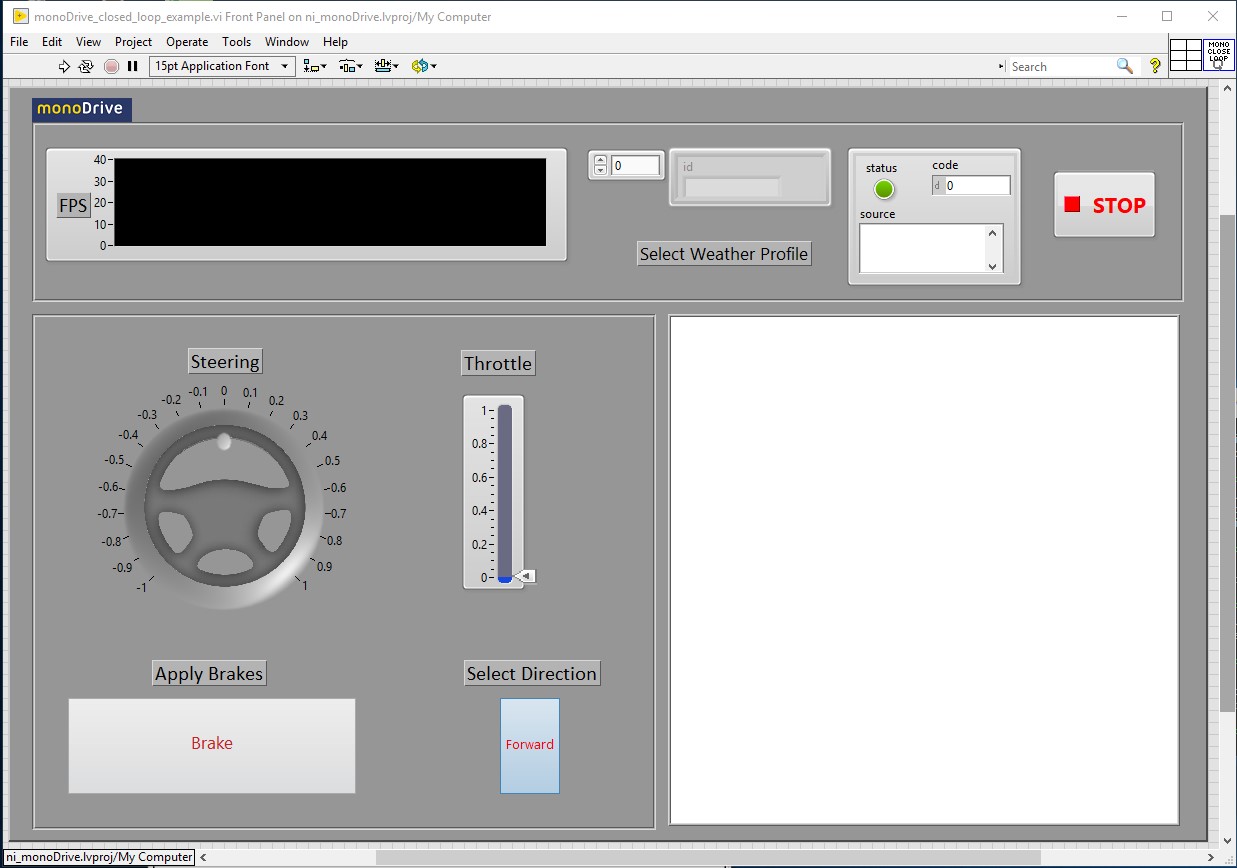 monoDrive_closed_loop_example.vi Front Panel on ni_monoDrive.lvproj/My Computer
File Edit View Project Operate Tools Window Help
15pt Application Font
Search
?
MONO
CLOSE
LOOP
monoDrive
FPS
40
30
20
10
0
0
id
Select Weather Profile
status
code
d 0
source
STOP
Steering
-1
-0.9
-0.8
-0.7
-0.6
-0.5
-0.4
-0.3
-0.2
-0.1
0
0.1
0.2
0.3
0.4
0.5
0.6
0.7
0.8
0.9
1
Throttle
1
0.8
0.6
0.4
0.2
0
Apply Brakes
Brake
Select Direction
Forward
ni_monoDrive.lvproj/My Computer